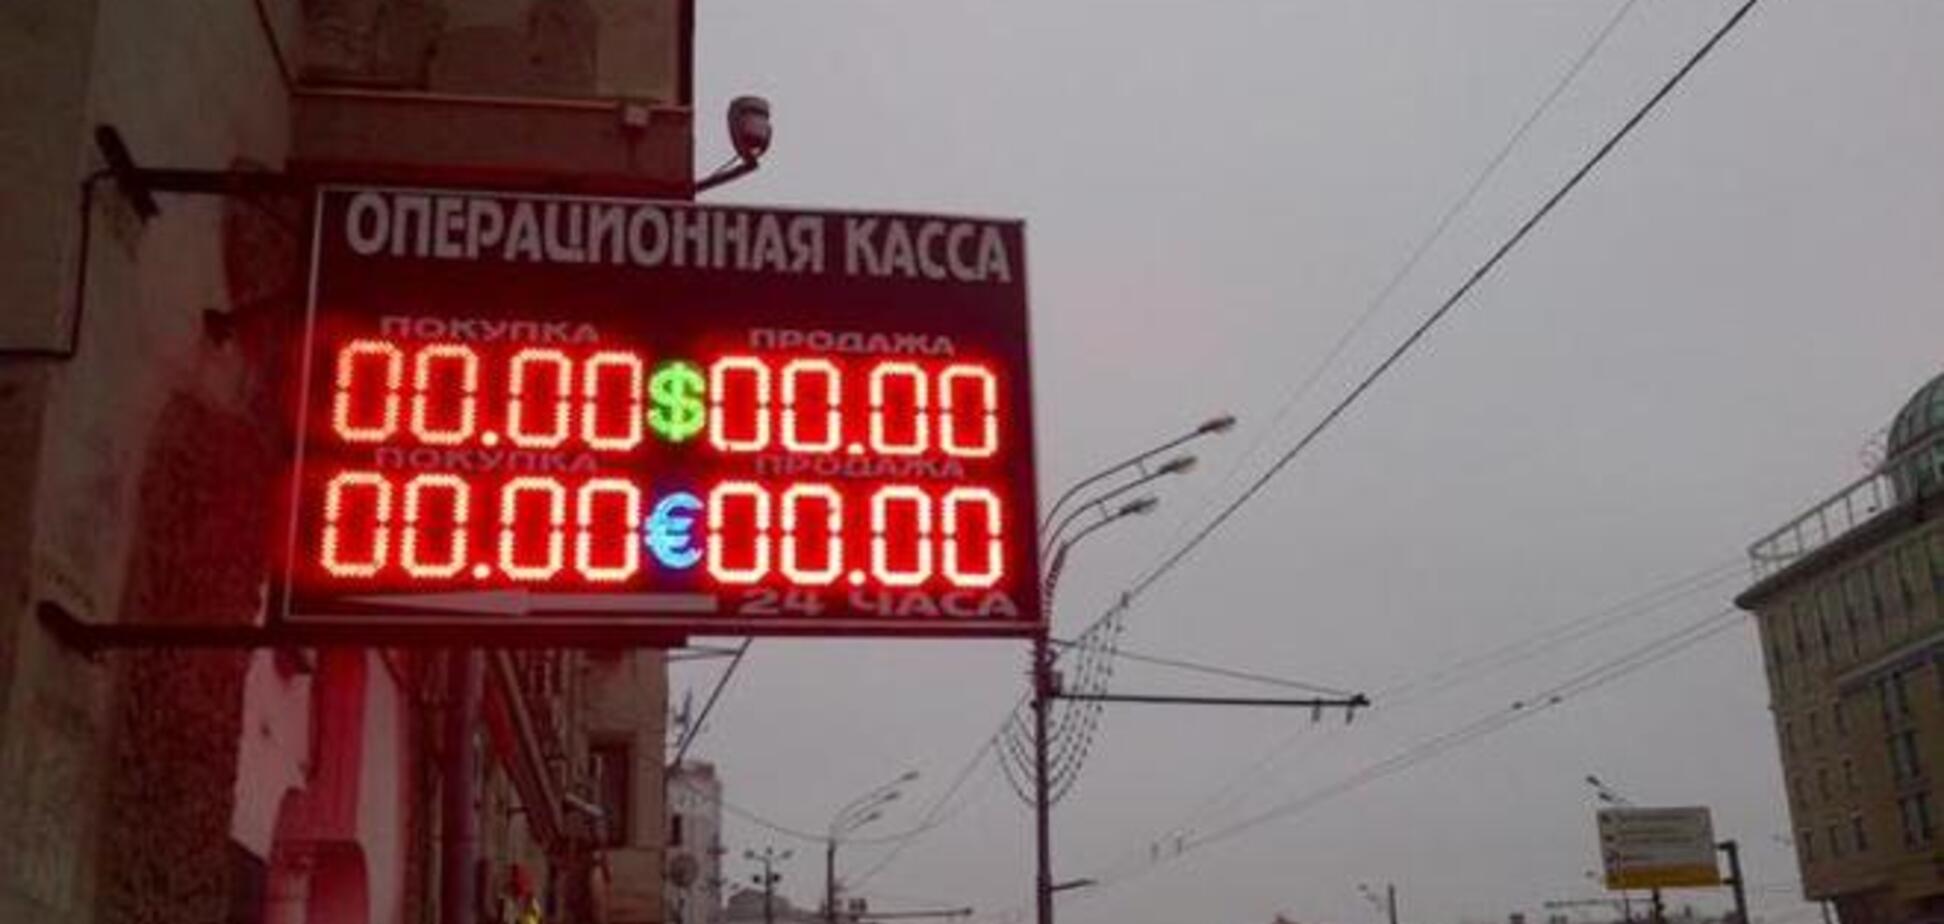 ОПЕРАЦИОННАЯ КАССА
ПОКУПКА ПРОДАЖА
00.00 $ 00.00
ПОКУПКА ПРОДАЖА
00.00 € 00.00
24 ЧАСА